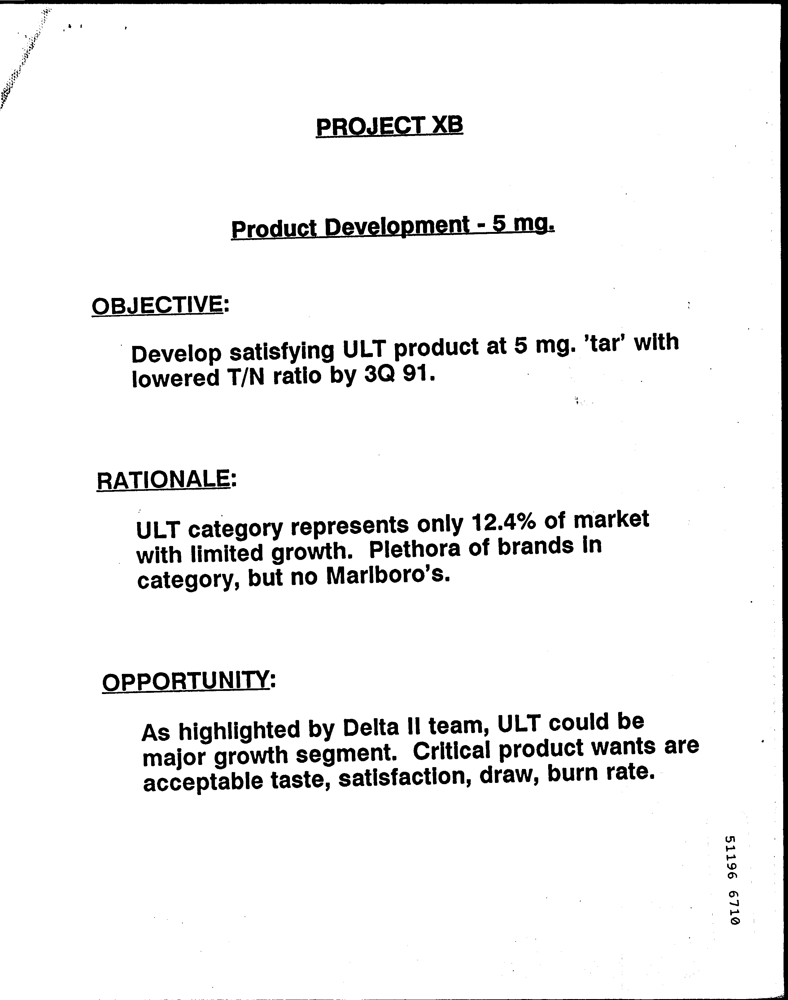 PROJECT XB
Product Development - 5 mg.
OBJECTIVE:
Develop satisfying ULT product at 5 mg. 'tar' with
lowered T/N ratio by 3Q 91.
RATIONALE:
ULT category represents only 12.4% of market
with limited growth. Plethora of brands in
category, but no Marlboro's.
OPPORTUNITY:
As highlighted by Delta II team, ULT could be
major growth segment. Critical product wants are
acceptable taste, satisfaction, draw, burn rate.
51196 6710